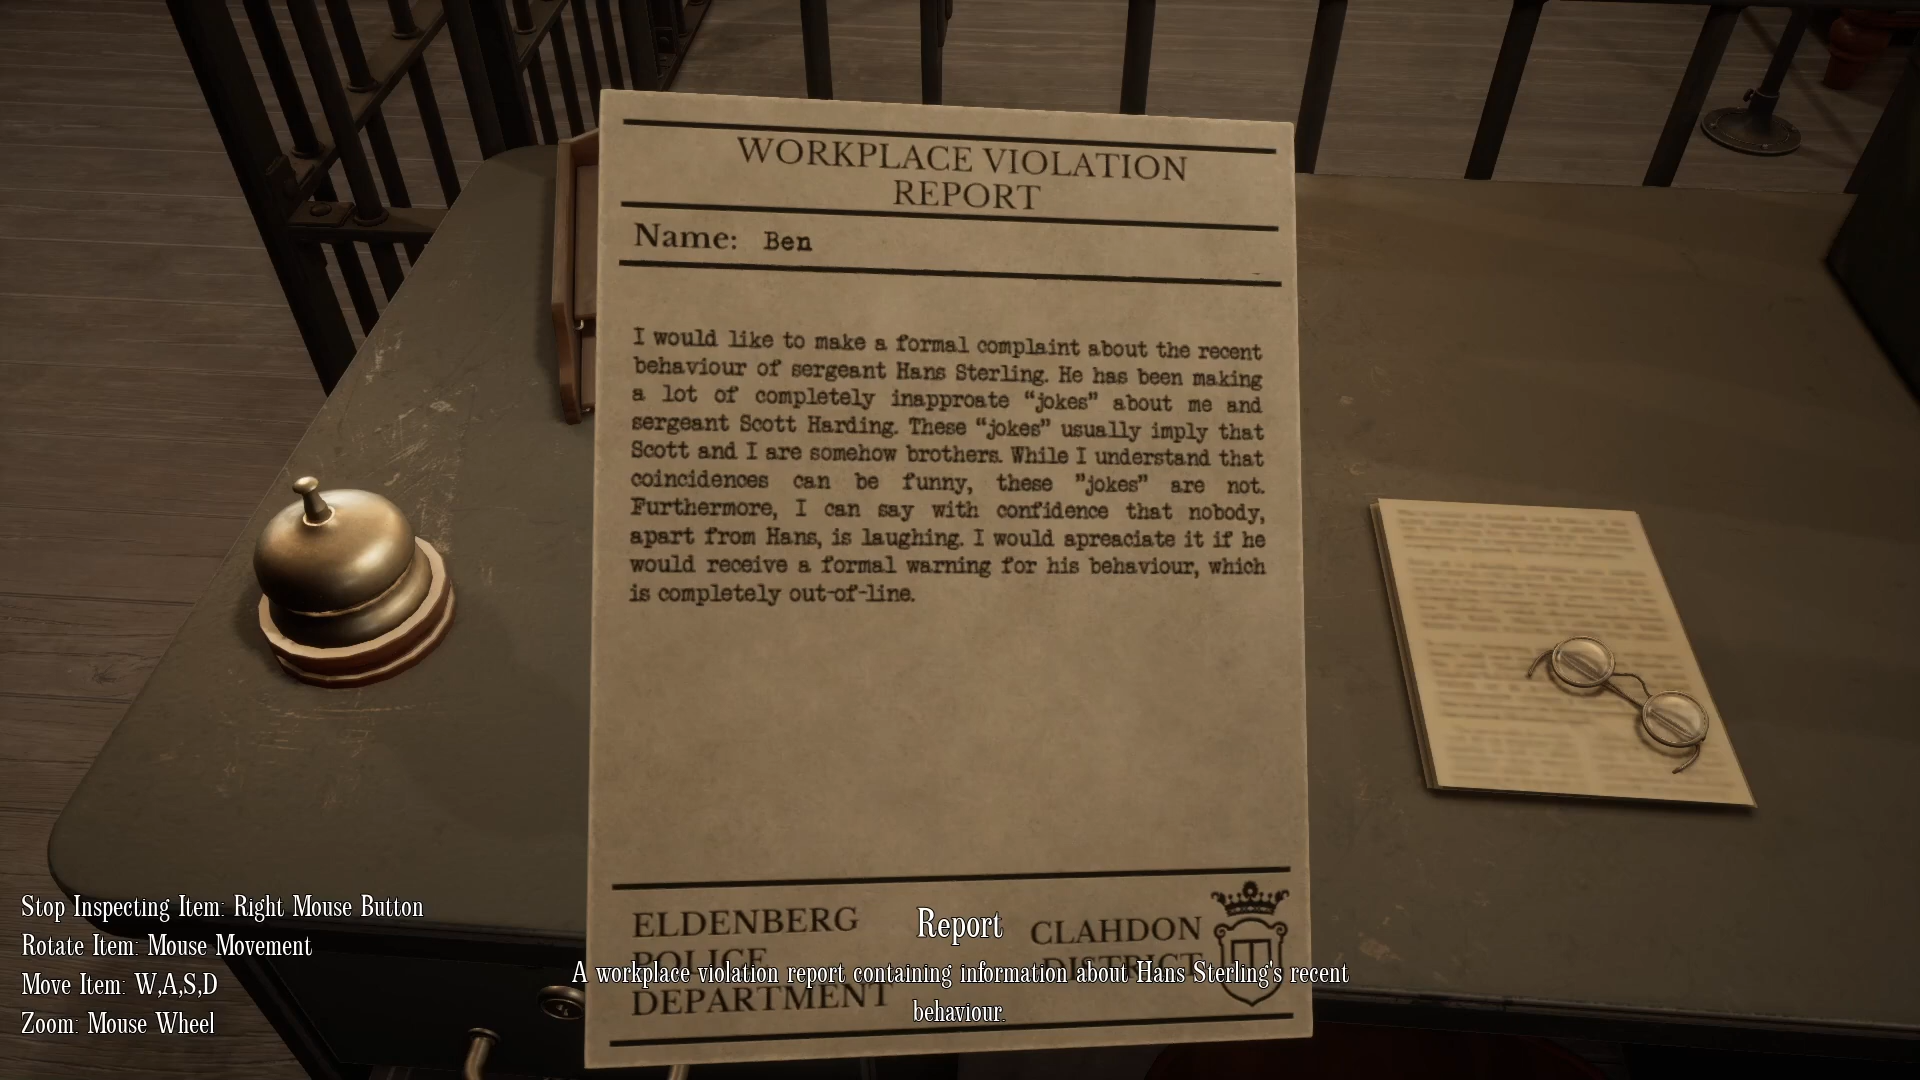 WORKPLACE VIOLATION
REPORT
Name: Ben
I would like to make a formal complaint about the recent
behaviour of sergeant Hans Sterling. He has been making
a lot of completely inapproate “jokes” about me and
sergeant Scott Harding. These “jokes” usually imply that
Scott and I are somehow brothers. While I understand that
coincidences can be funny, these ”jokes” are not.
Furthermore, I can say with confidence that nobody,
apart from Hans, is laughing. I would apreaciate it if he
would receive a formal warning for his behaviour, which
is completely out-of-line.
ELDENBERG
POLICE
DEPARTMENT
CLAHDON
DISTRICT
Report
A workplace violation report containing information about Hans Sterling's recent
behaviour.
Stop Inspecting Item: Right Mouse Button
Rotate Item: Mouse Movement
Move Item: W,A,S,D
Zoom: Mouse Wheel